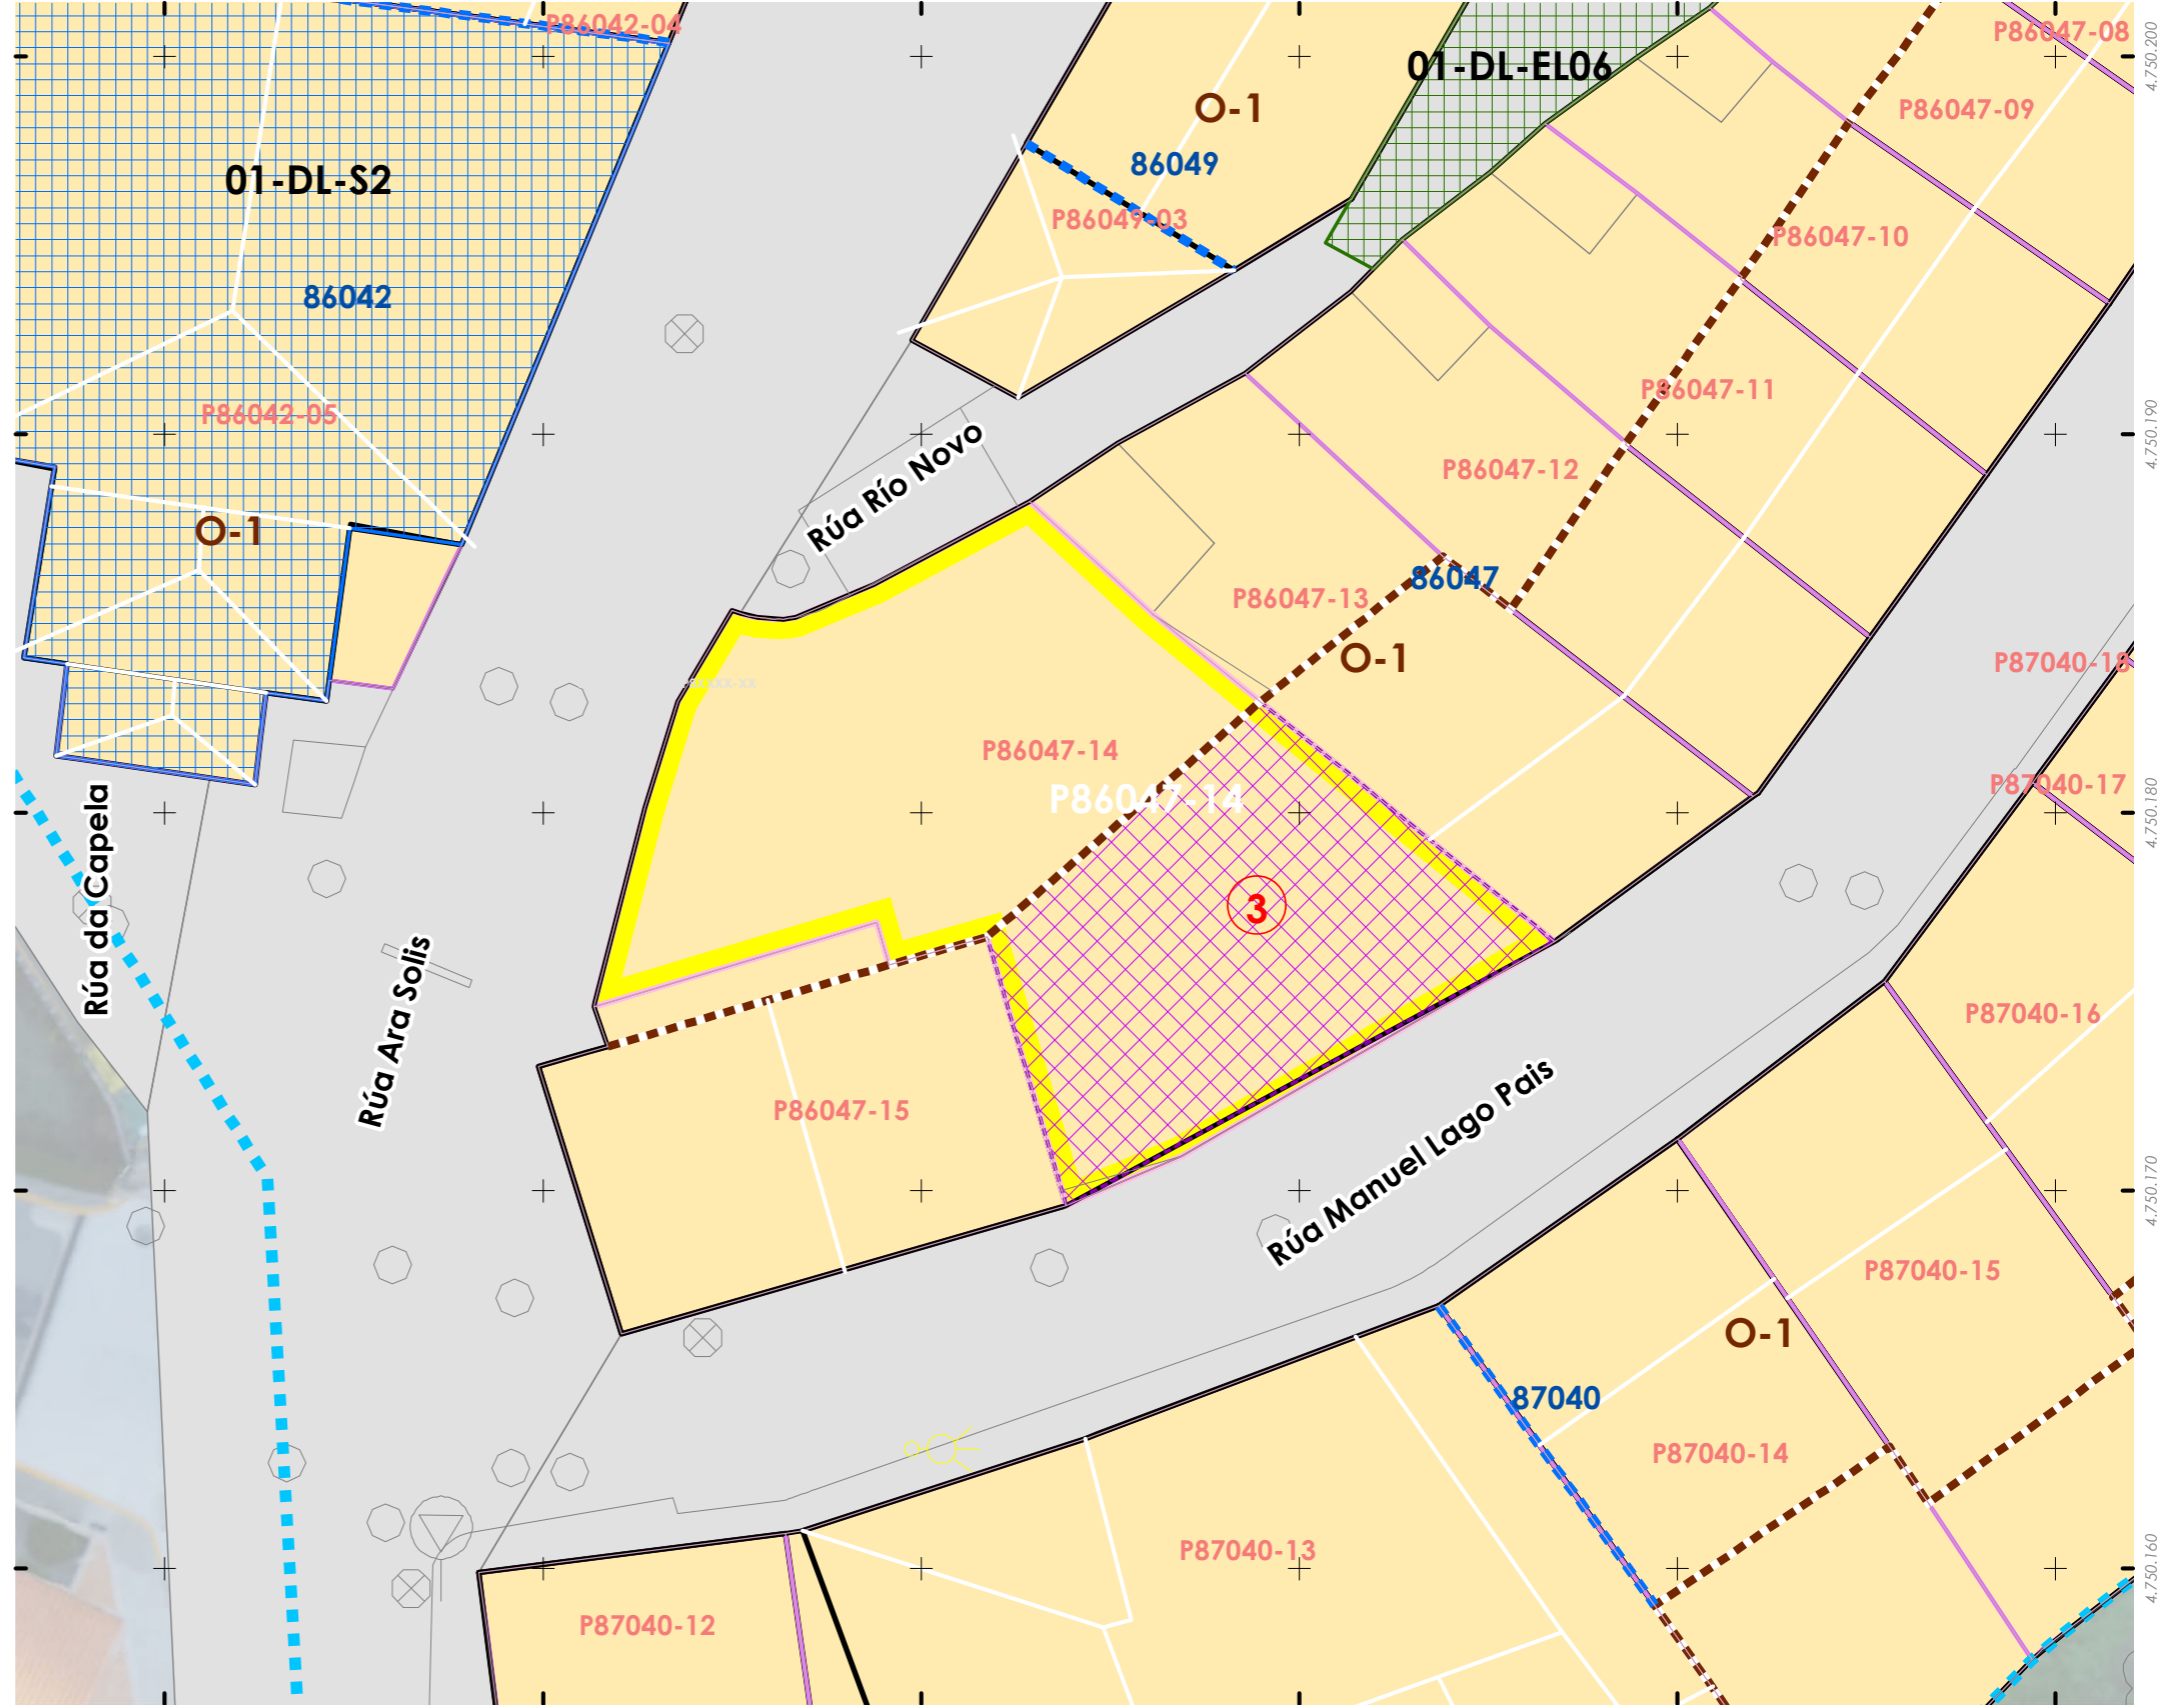 P86042-04
01-DL-EL06
P86047-08
4.750.200
O-1
P86047-09
86049
01-DL-S2
P86049-03
P86047-10
86042
P86047-11
P86042-05
4.750.190
Rúa Río Novo
P86047-12
O-1
86047
P86047-13
O-1
P87040-18
P86047-14
P86047-14
P87040-17
4.750.180
Rúa da Capela
3
Rúa Ara Solis
P87040-16
P86047-15
Rúa Manuel Lago Pais
4.750.170
P87040-15
O-1
87040
P87040-14
P87040-13
4.750.160
P87040-12